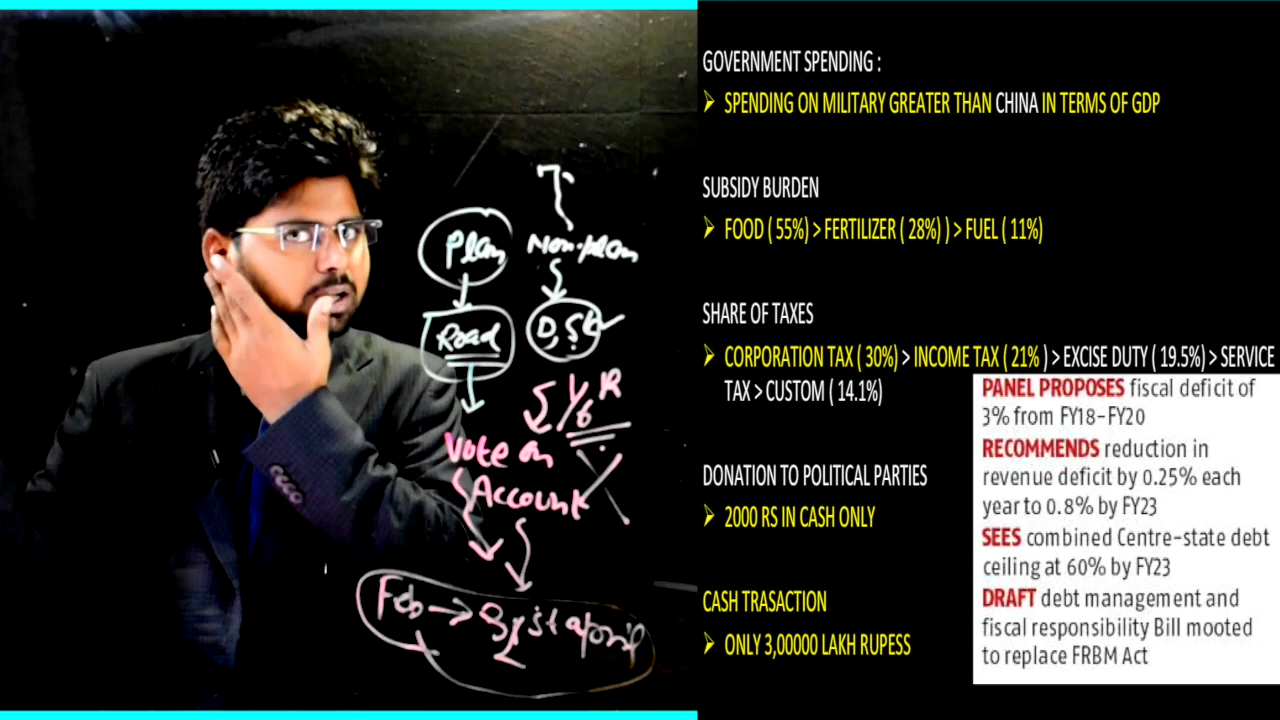 Plan Non-plan
Road
Vote on
Account
Feb → 1st april
GOVERNMENT SPENDING :
➢ SPENDING ON MILITARY GREATER THAN CHINA IN TERMS OF GDP
SUBSIDY BURDEN
➢ FOOD ( 55%) > FERTILIZER ( 28%) ) > FUEL ( 11%)
SHARE OF TAXES
➢ CORPORATION TAX ( 30%) > INCOME TAX ( 21% ) > EXCISE DUTY ( 19.5%) > SERVICE
TAX > CUSTOM ( 14.1%)
DONATION TO POLITICAL PARTIES
➢ 2000 RS IN CASH ONLY
CASH TRASACTION
➢ ONLY 3,00000 LAKH RUPESS
PANEL PROPOSES fiscal deficit of
3% from FY18–FY20
RECOMMENDS reduction in
revenue deficit by 0.25% each
year to 0.8% by FY23
SEES combined Centre-state debt
ceiling at 60% by FY23
DRAFT debt management and
fiscal responsibility Bill mooted
to replace FRBM Act